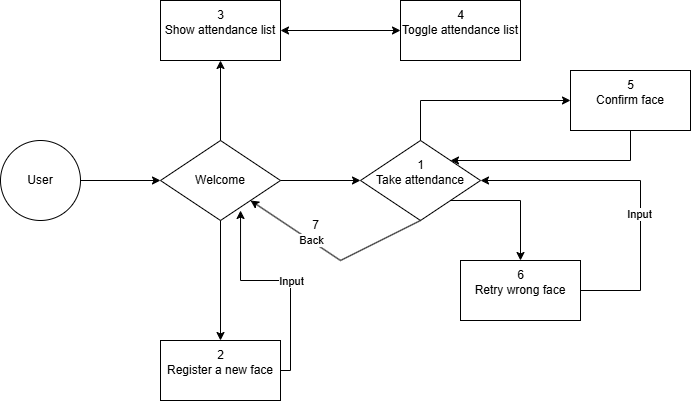 3
Show attendance list
4
Toggle attendance list
5
Confirm face
User
Welcome
1
Take attendance
7
Back
Input
6
Retry wrong face
Input
2
Register a new face